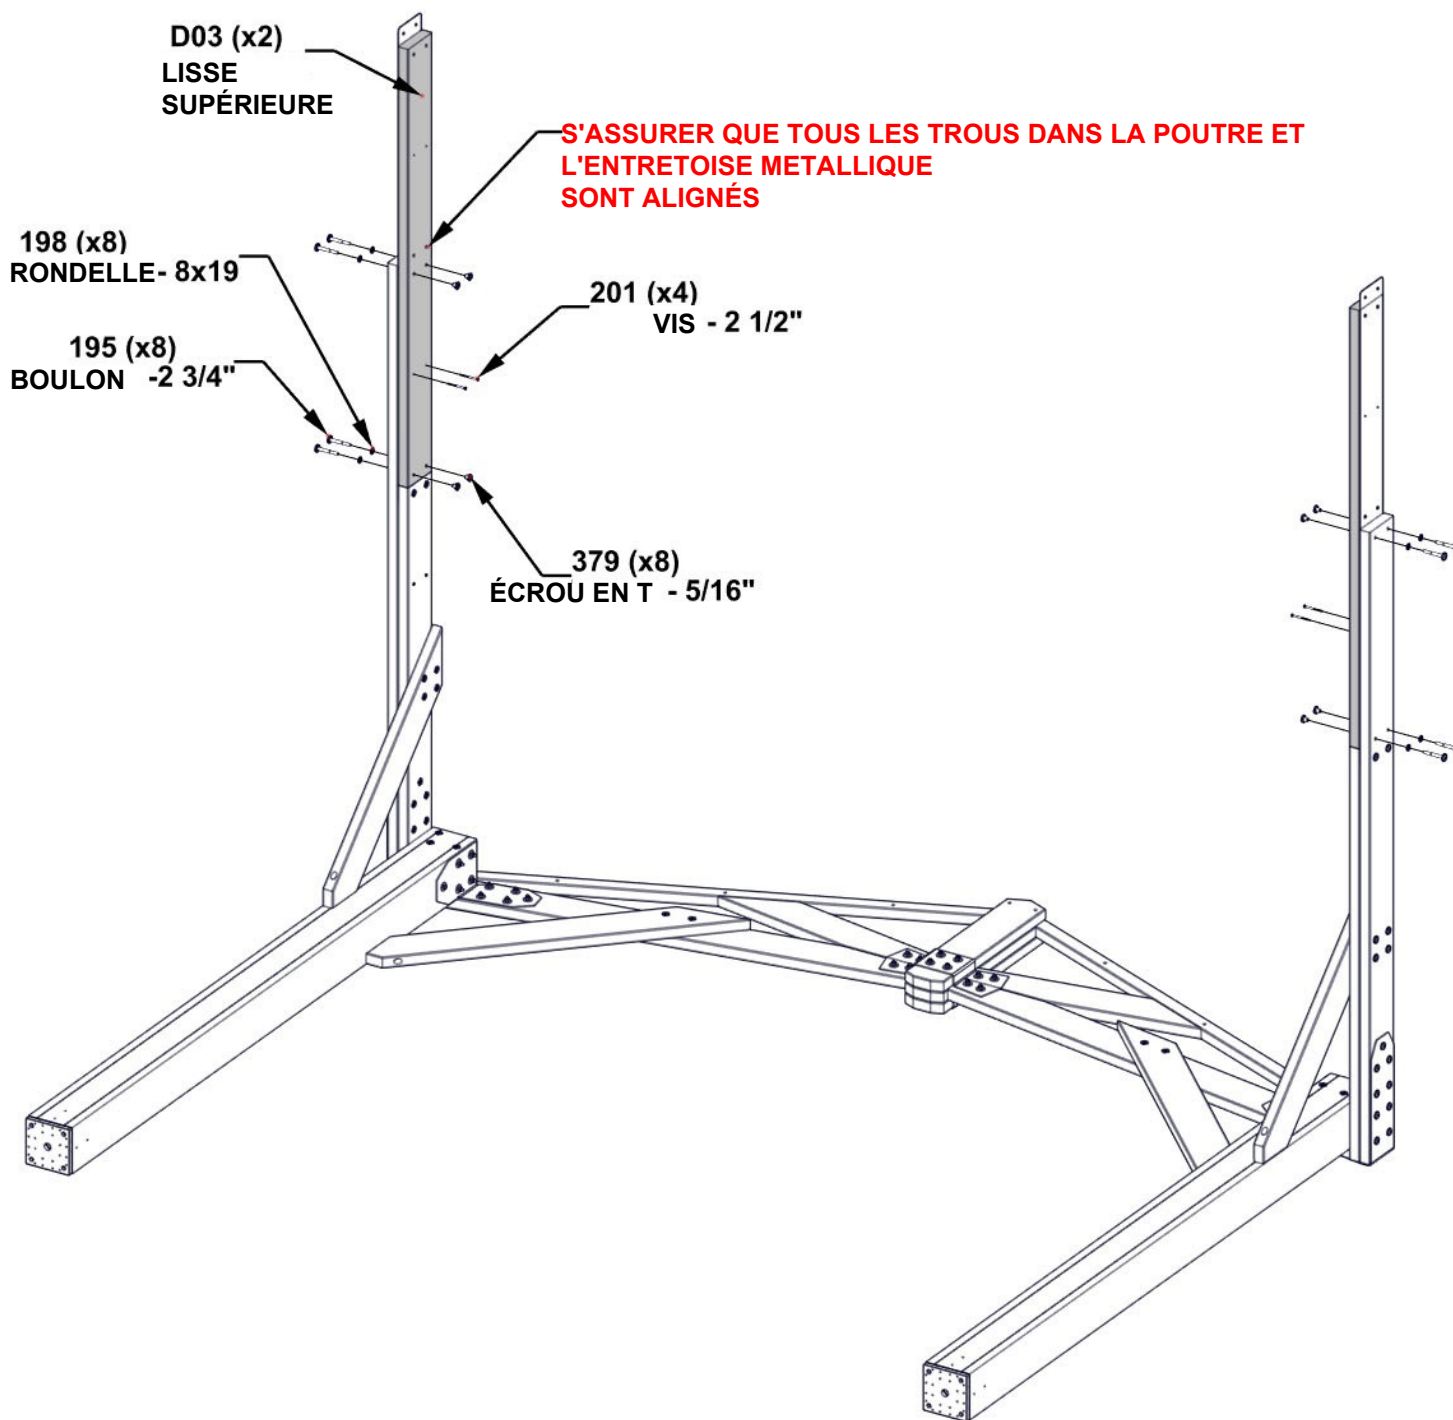 D03 (x2)
LISSE
SUPÉRIEURE
S'ASSURER QUE TOUS LES TROUS DANS LA POUTRE ET
L'ENTRETOISE METALLIQUE
SONT ALIGNÉS
198 (x8)
RONDELLE- 8x19
201 (x4)
VIS - 2 1/2"
195 (x8)
BOULON -2 3/4"
379 (x8)
ÉCROU EN T - 5/16"